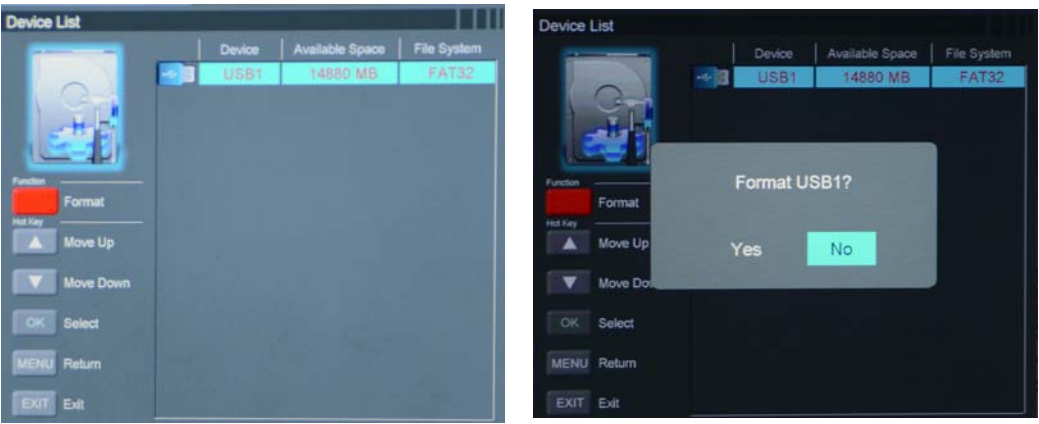 Device List
Device Available Space File System
USB1 14880 MB FAT32
Function
Format
Hot Key
Move Up
Move Down
OK Select
MENU Return
EXIT Exit
Device List
Device Available Space File System
USB1 14880 MB FAT32
Format USB1?
Yes No
Function
Format
Hot Key
Move Up
Move Do
OK Select
MENU Return
EXIT Exit